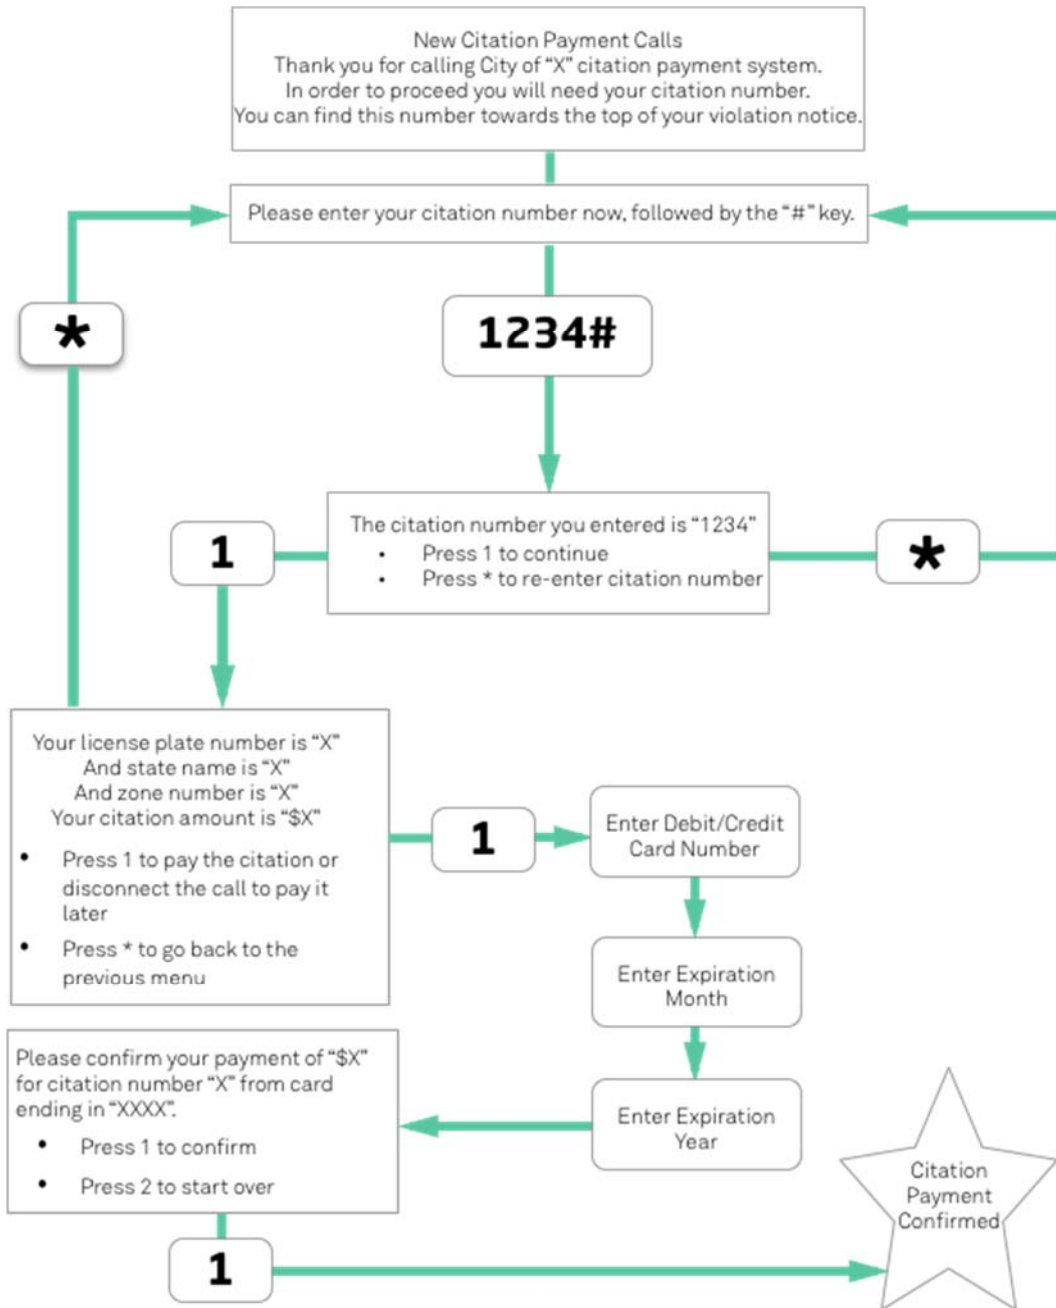 New Citation Payment Calls
Thank you for calling City of “X” citation payment system.
In order to proceed you will need your citation number.
You can find this number towards the top of your violation notice.
Please enter your citation number now, followed by the “#” key.
*
1234#
The citation number you entered is “1234”
• Press 1 to continue
• Press * to re-enter citation number
1
*
Your license plate number is “X”
And state name is “X”
And zone number is “X”
Your citation amount is “$X”
• Press 1 to pay the citation or
disconnect the call to pay it
later
• Press * to go back to the
previous menu
1
Enter Debit/Credit
Card Number
Enter Expiration
Month
Enter Expiration
Year
Please confirm your payment of “$X”
for citation number “X” from card
ending in “XXXX”.
• Press 1 to confirm
• Press 2 to start over
1
Citation
Payment
Confirmed